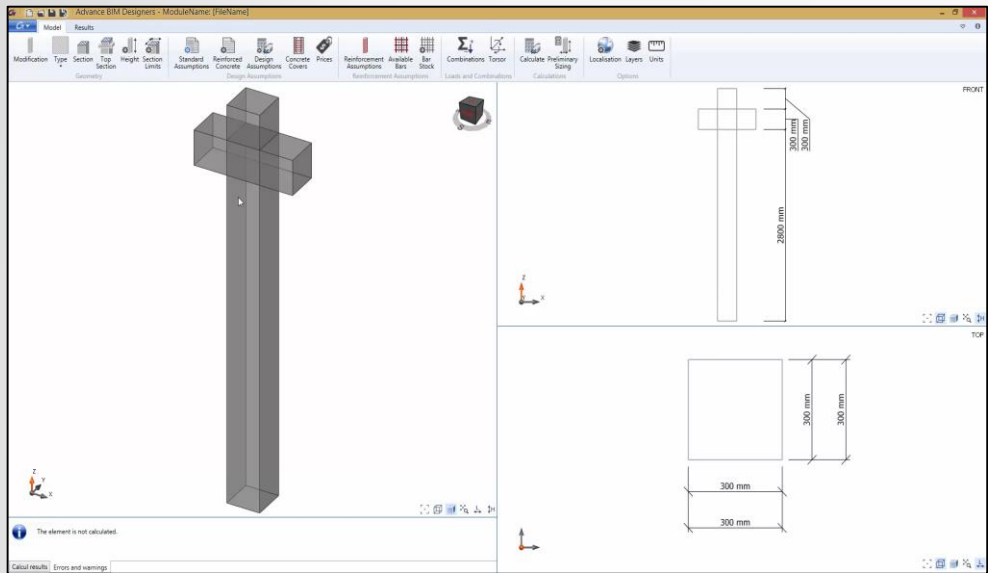 Advance BIM Designers - ModuleName: [FileName]
Model Results
Modification Type Section Top Section Height Section Limits
Geometry
Standard Assumptions Reinforced Concrete Design Assumptions Concrete Covers Prices
Design Assumptions
Reinforcement Assumptions Available Bars Bar Stock
Reinforcement Assumptions
Combinations Torsor
Loads and Combinations
Calculate Preliminary Sizing
Calculations
Localisation Layers Units
Options
FRONT
300 mm
300 mm
2800 mm
Z
X
TOP
300 mm
300 mm
300 mm
300 mm
Z
Y
X
The element is not calculated.
Calcul results Errors and warnings